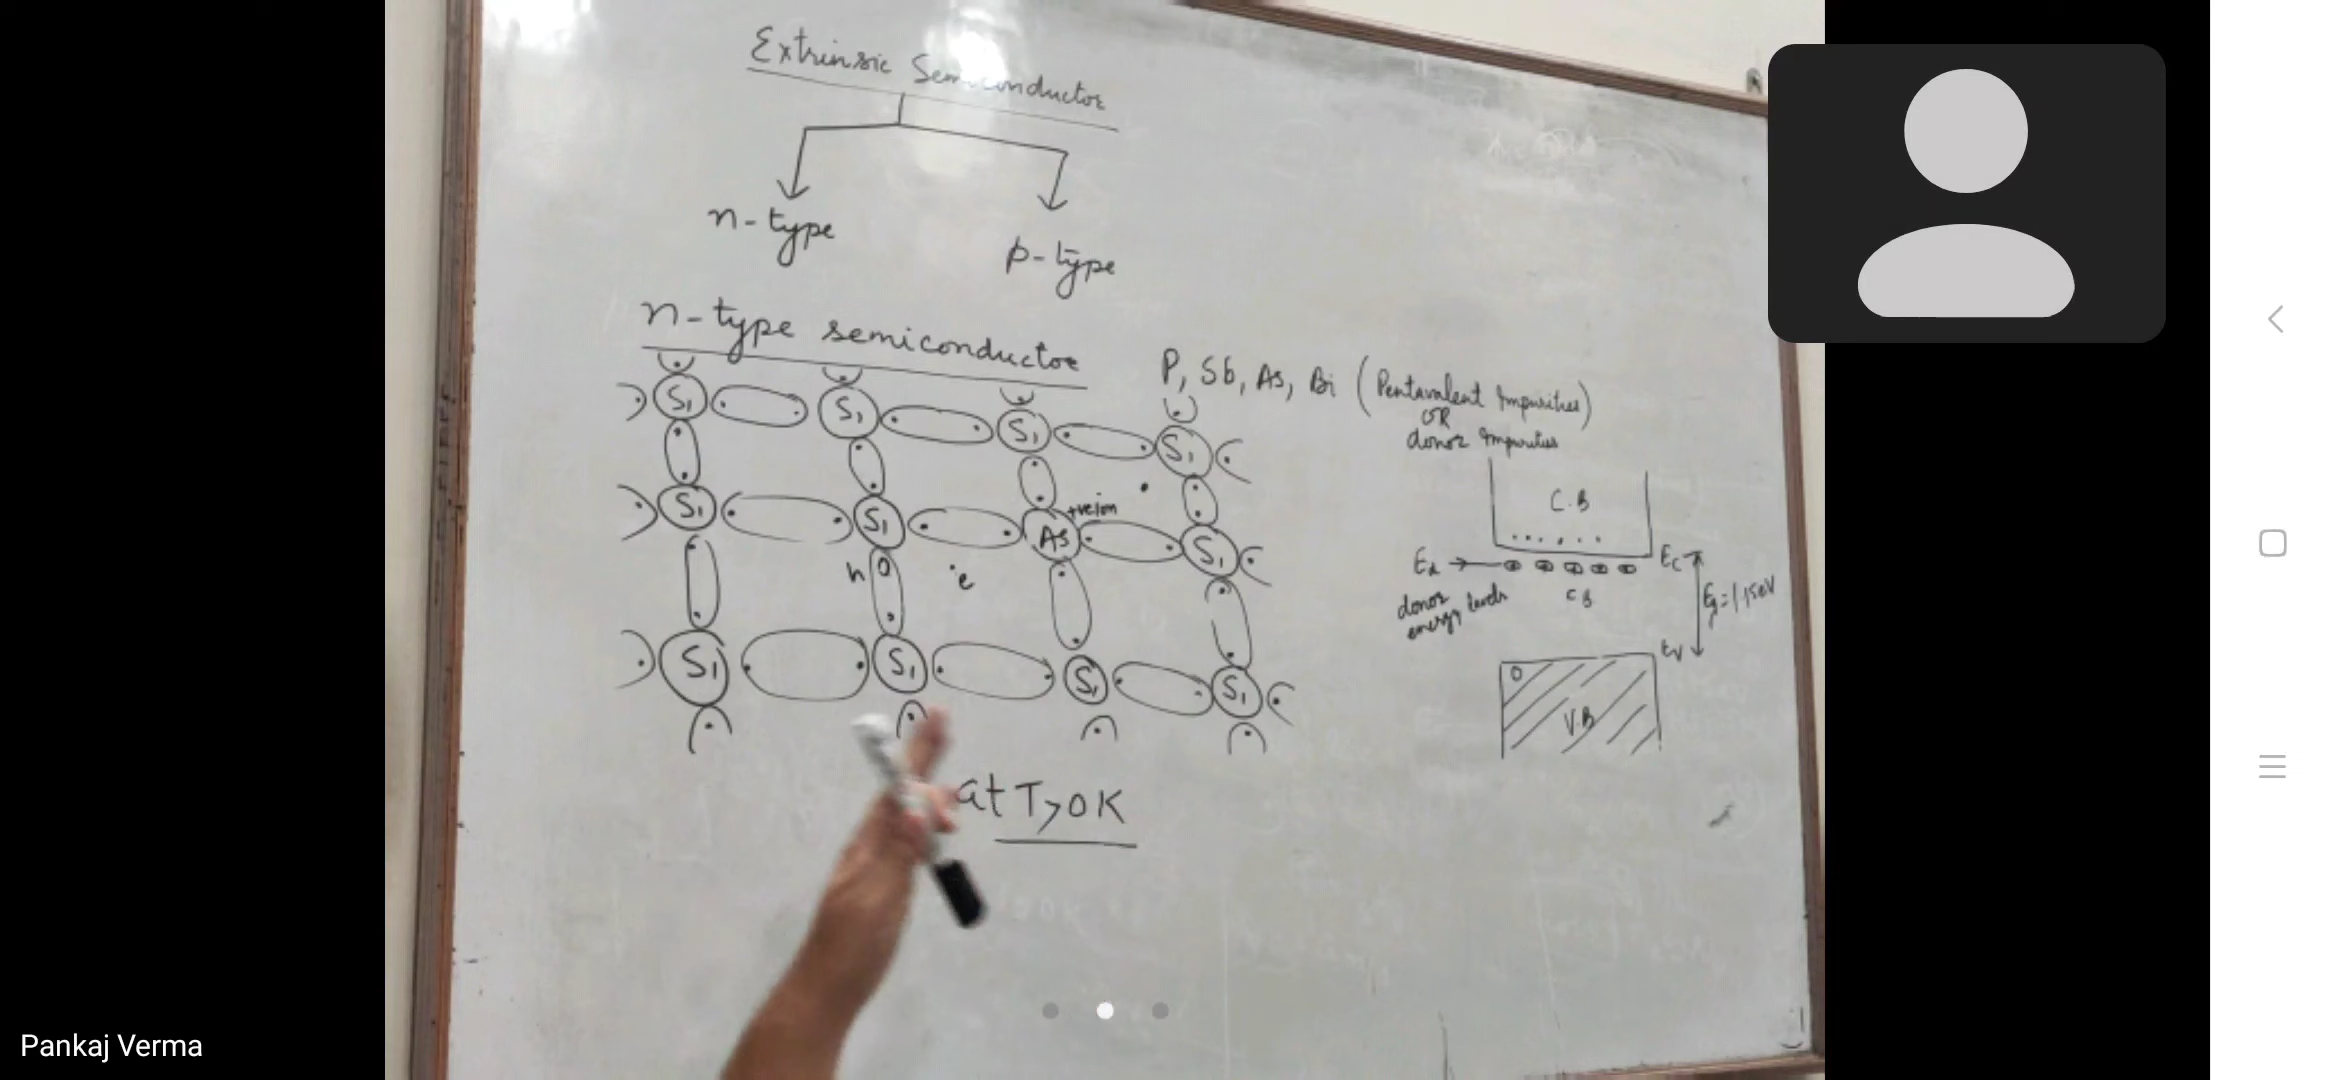 Extrinsic Semiconductor
n-type
p-type
n-type semiconductor
P, Sb, As, Bi (Pentavalent Impurities)
OR
donor Impurities
Si Si Si Si
+ve ion
Si Si As Si
h e
Si Si Si Si
at T>0K
C.B
Ed
Ec
donor
energy levels
CB
Eg=1.15eV
Ev
V.B
Pankaj Verma